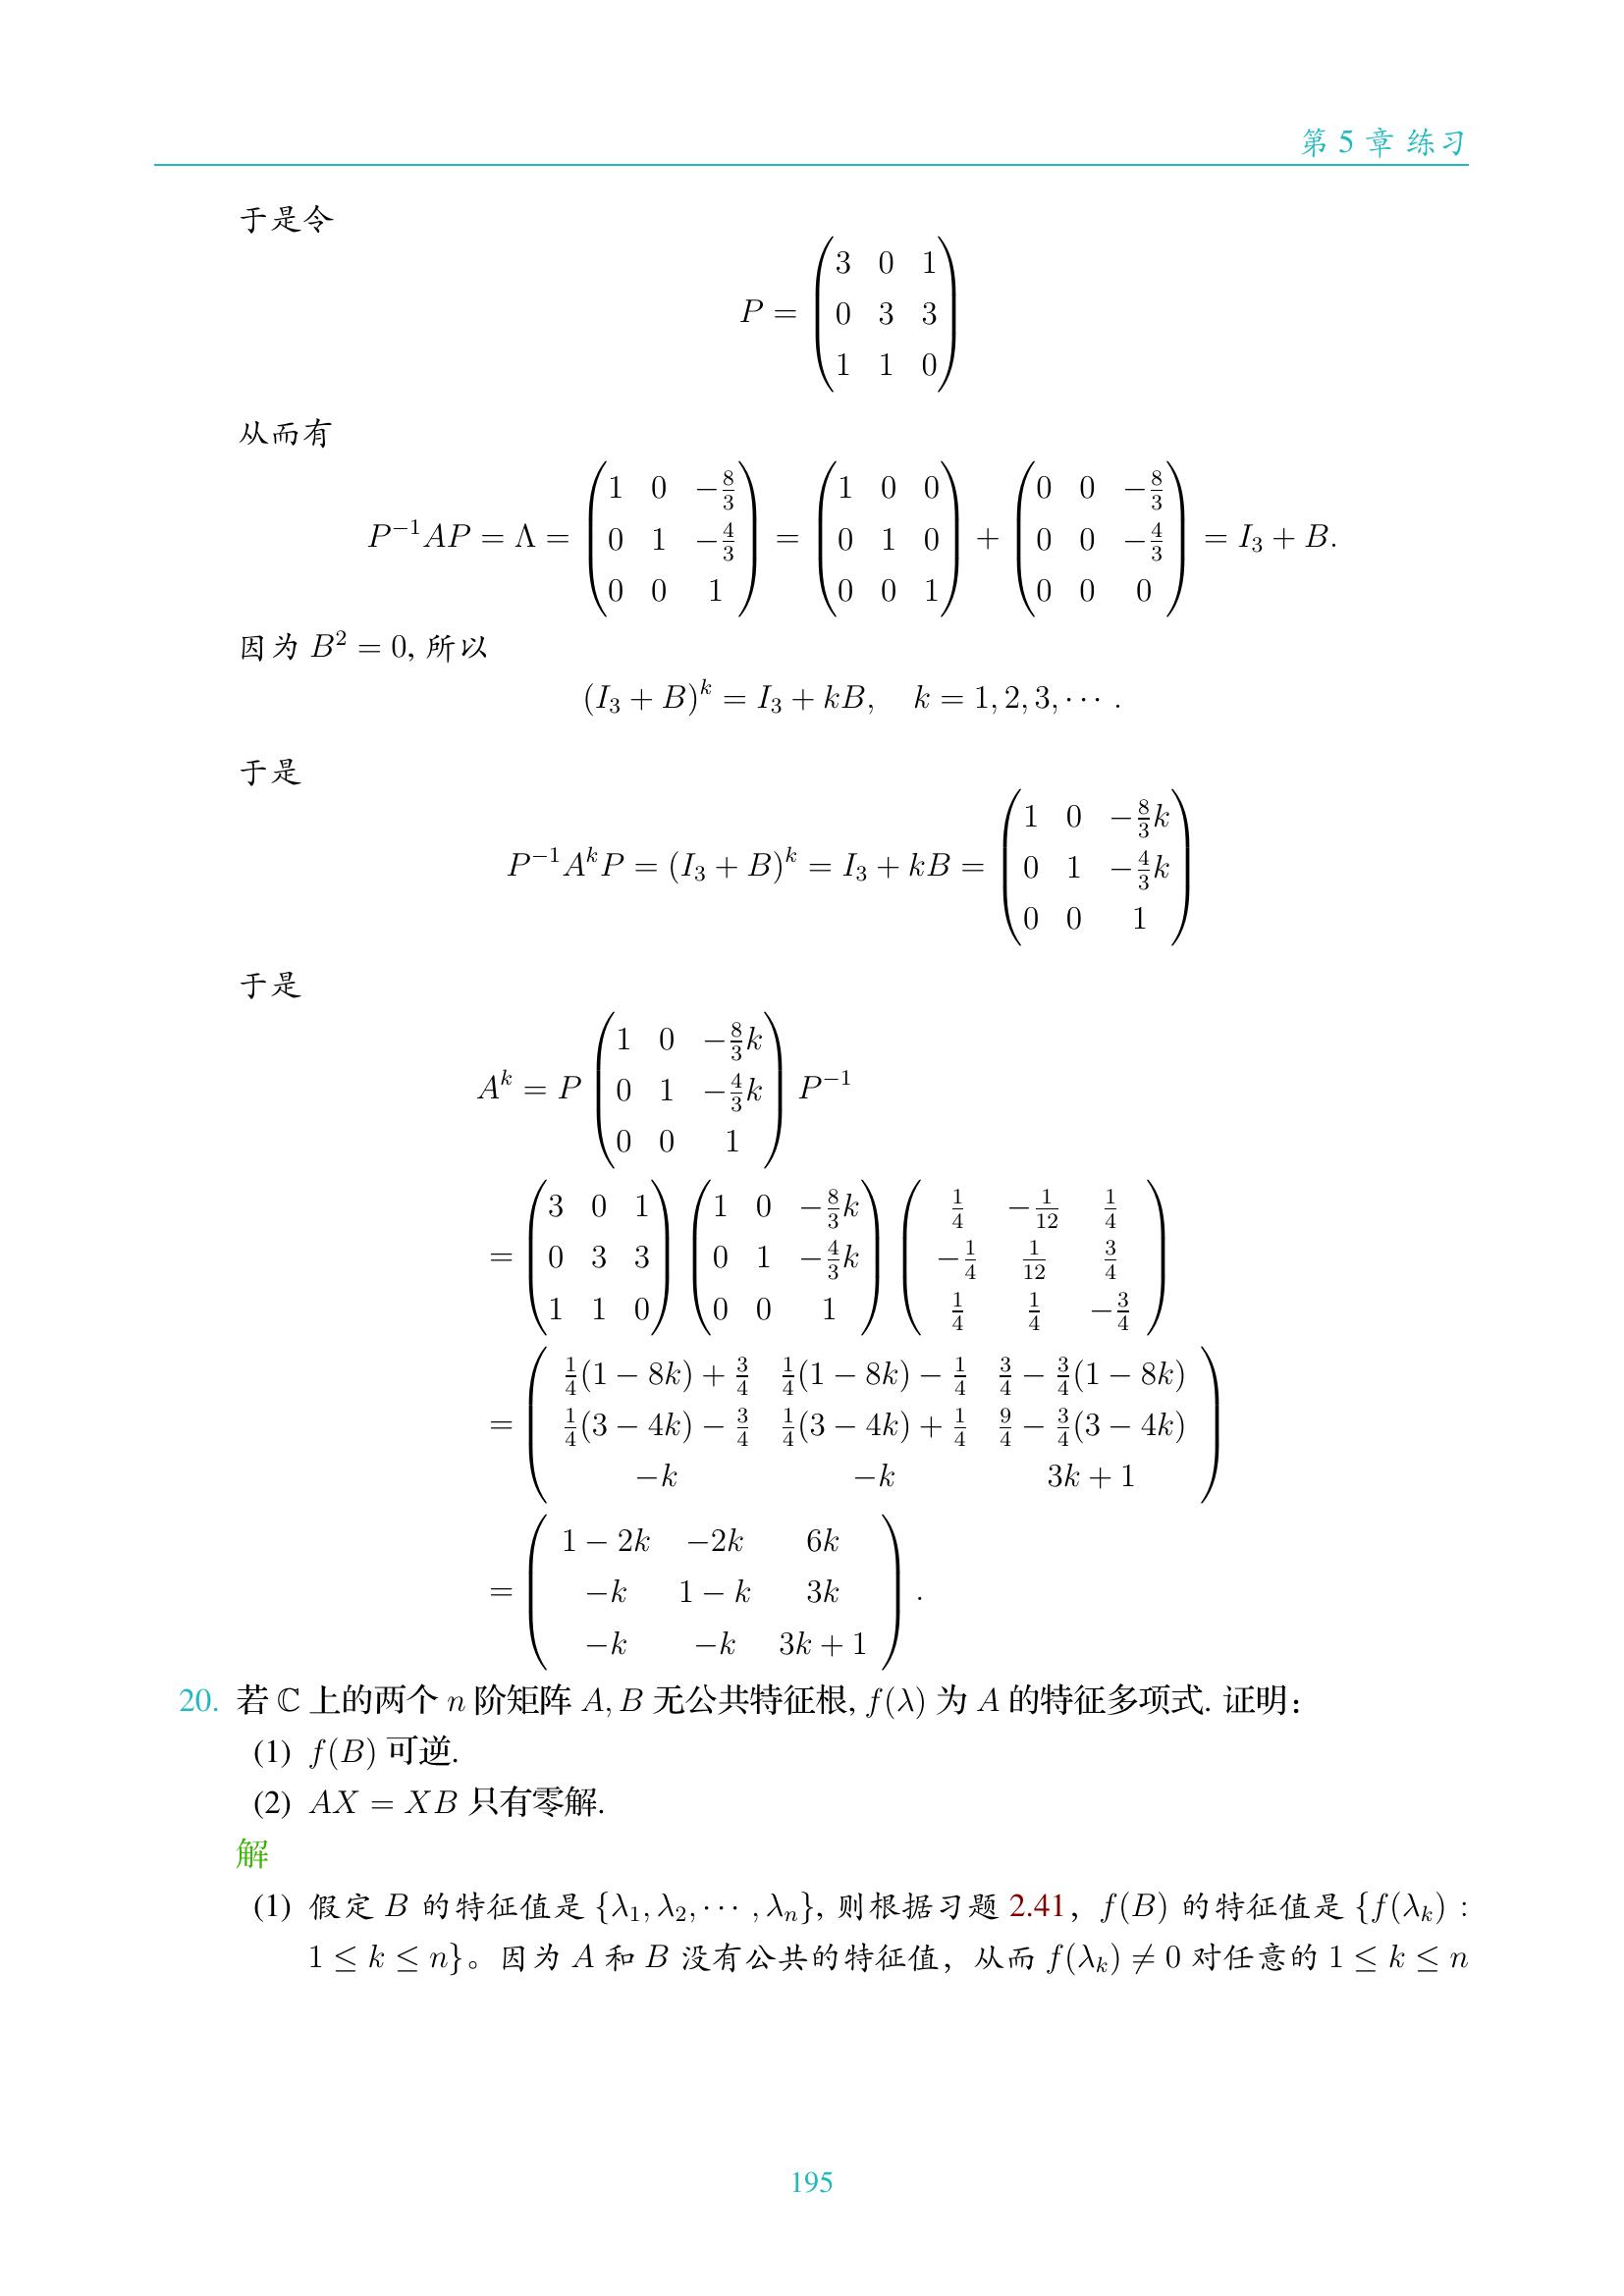 第 5 章 练习
于是令
$$P = \begin{pmatrix} 3 & 0 & 1 \\ 0 & 3 & 3 \\ 1 & 1 & 0 \end{pmatrix}$$
从而有
$$P^{-1}AP = \Lambda = \begin{pmatrix} 1 & 0 & -\frac{8}{3} \\ 0 & 1 & -\frac{4}{3} \\ 0 & 0 & 1 \end{pmatrix} = \begin{pmatrix} 1 & 0 & 0 \\ 0 & 1 & 0 \\ 0 & 0 & 1 \end{pmatrix} + \begin{pmatrix} 0 & 0 & -\frac{8}{3} \\ 0 & 0 & -\frac{4}{3} \\ 0 & 0 & 0 \end{pmatrix} = I_3 + B.$$
因为 $B^2 = 0$, 所以
$$(I_3 + B)^k = I_3 + kB, \quad k = 1, 2, 3, \cdots.$$
于是
$$P^{-1}A^kP = (I_3 + B)^k = I_3 + kB = \begin{pmatrix} 1 & 0 & -\frac{8}{3}k \\ 0 & 1 & -\frac{4}{3}k \\ 0 & 0 & 1 \end{pmatrix}$$
于是
$$A^k = P \begin{pmatrix} 1 & 0 & -\frac{8}{3}k \\ 0 & 1 & -\frac{4}{3}k \\ 0 & 0 & 1 \end{pmatrix} P^{-1}$$
$$= \begin{pmatrix} 3 & 0 & 1 \\ 0 & 3 & 3 \\ 1 & 1 & 0 \end{pmatrix} \begin{pmatrix} 1 & 0 & -\frac{8}{3}k \\ 0 & 1 & -\frac{4}{3}k \\ 0 & 0 & 1 \end{pmatrix} \begin{pmatrix} \frac{1}{4} & -\frac{1}{12} & \frac{1}{4} \\ -\frac{1}{4} & \frac{1}{12} & \frac{3}{4} \\ \frac{1}{4} & \frac{1}{4} & -\frac{3}{4} \end{pmatrix}$$
$$= \begin{pmatrix} \frac{1}{4}(1-8k)+\frac{3}{4} & \frac{1}{4}(1-8k)-\frac{1}{4} & \frac{3}{4}-\frac{3}{4}(1-8k) \\ \frac{1}{4}(3-4k)-\frac{3}{4} & \frac{1}{4}(3-4k)+\frac{1}{4} & \frac{9}{4}-\frac{3}{4}(3-4k) \\ -k & -k & 3k+1 \end{pmatrix}$$
$$= \begin{pmatrix} 1-2k & -2k & 6k \\ -k & 1-k & 3k \\ -k & -k & 3k+1 \end{pmatrix}.$$
20. 若 $\mathbb{C}$ 上的两个 $n$ 阶矩阵 $A, B$ 无公共特征根, $f(\lambda)$ 为 $A$ 的特征多项式. 证明：
(1) $f(B)$ 可逆.
(2) $AX = XB$ 只有零解.
解
(1) 假定 $B$ 的特征值是 $\{\lambda_1, \lambda_2, \cdots, \lambda_n\}$, 则根据习题 2.41，$f(B)$ 的特征值是 $\{f(\lambda_k) :$
$1 \leq k \leq n\}$。因为 $A$ 和 $B$ 没有公共的特征值，从而 $f(\lambda_k) \neq 0$ 对任意的 $1 \leq k \leq n$
195